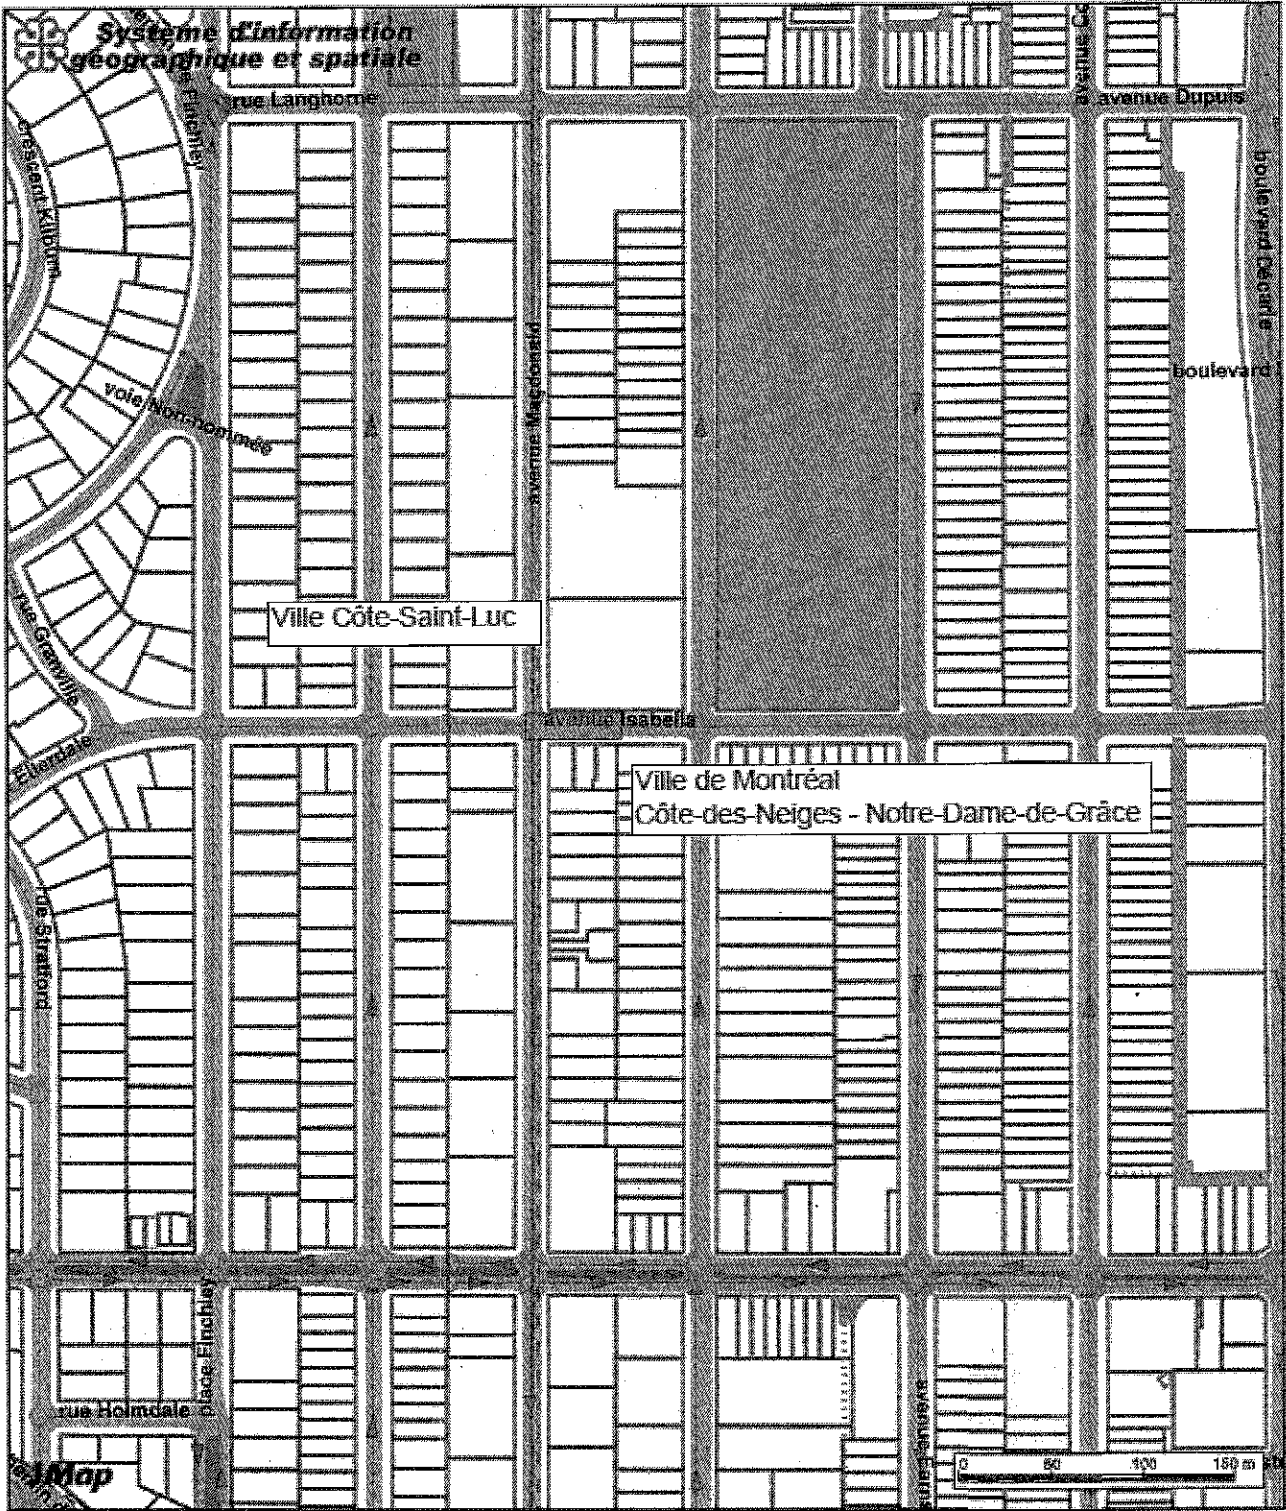 Système d'information
géographique et spatiale
rue Langhorne
avenue Dupuis
crescent Kilburn
boulevard Décarie
avenue Macdonald
boulevard
voie Non-nommée
Ville Côte-Saint-Luc
rue Granville
avenue Isabella
Ellerdale
Ville de Montréal
Côte-des-Neiges - Notre-Dame-de-Grâce
rue Stratford
place Finchley
rue Holmdale
avenue
JMap
0 50 100 150 m